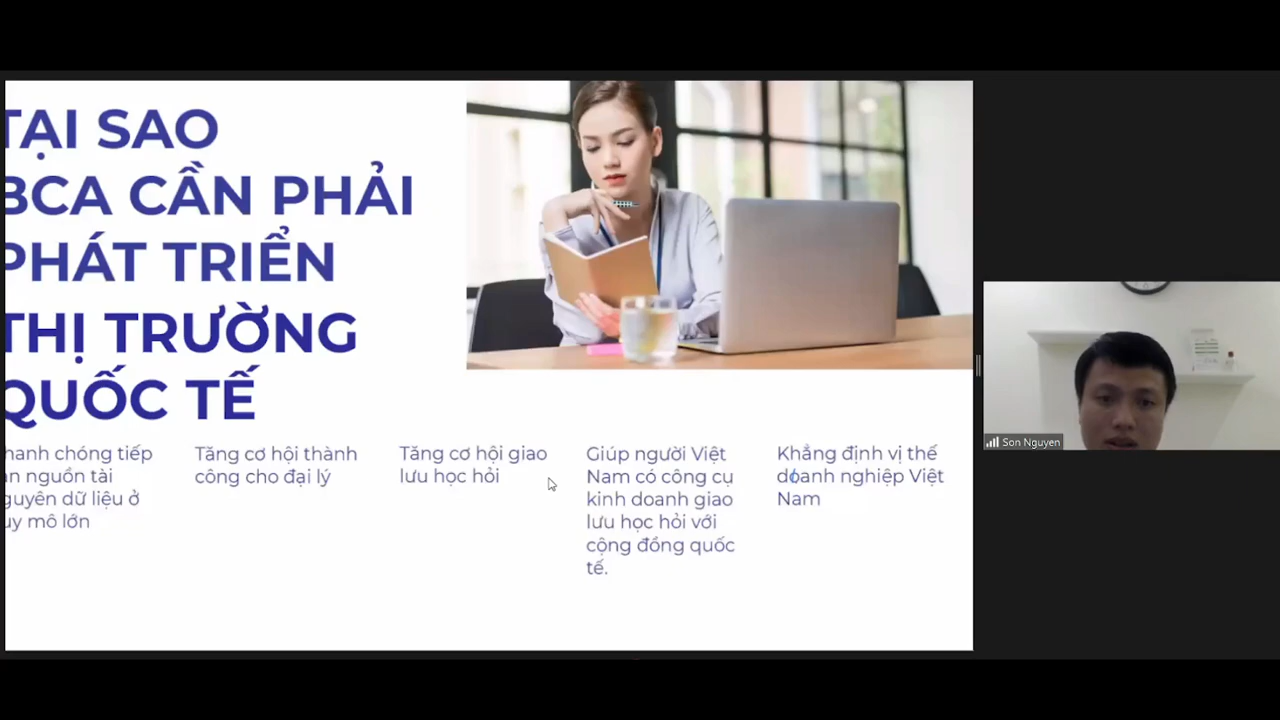 TẠI SAO
BCA CẦN PHẢI
PHÁT TRIỂN
THỊ TRƯỜNG
QUỐC TẾ
hanh chóng tiếp
ận nguồn tài
guyên dữ liệu ở
uy mô lớn
Tăng cơ hội thành
công cho đại lý
Tăng cơ hội giao
lưu học hỏi
Giúp người Việt
Nam có công cụ
kinh doanh giao
lưu học hỏi với
cộng đồng quốc
tế.
Khẳng định vị thế
doanh nghiệp Việt
Nam
Son Nguyen